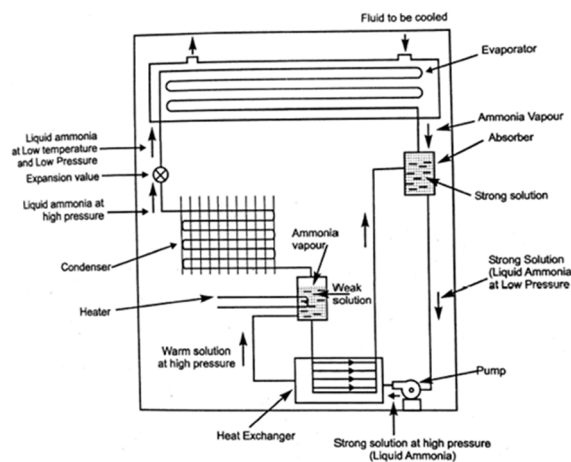 Fluid to be cooled
Evaporator
Ammonia Vapour
Absorber
Liquid ammonia
at Low temperature
and Low Pressure
Expansion value
Strong solution
Liquid ammonia at
high pressure
Ammonia
vapour
Condenser
Weak
solution
Strong Solution
(Liquid Ammonia
at Low Pressure
Heater
Warm solution
at high pressure
Pump
Heat Exchanger
Strong solution at high pressure
(Liquid Ammonia)